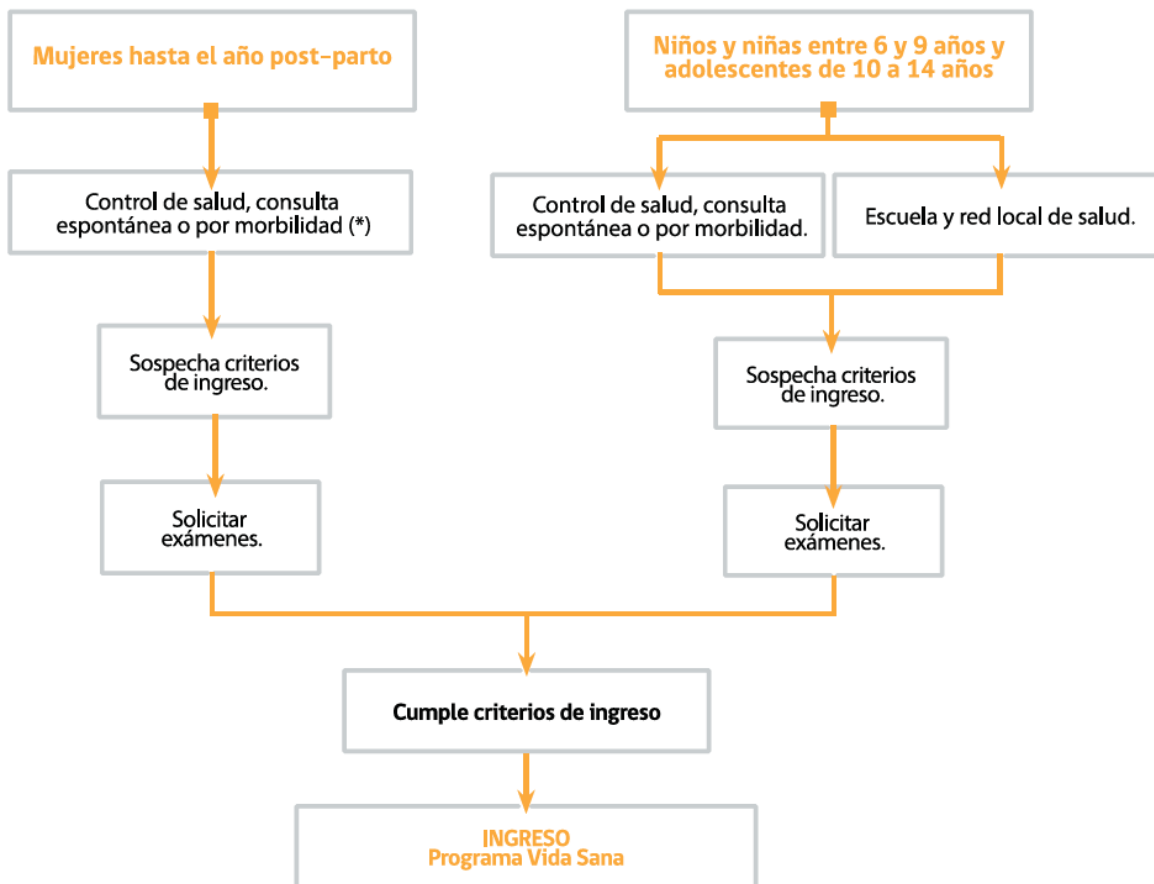 Mujeres hasta el año post-parto
Niños y niñas entre 6 y 9 años y
adolescentes de 10 a 14 años
Control de salud, consulta
espontánea o por morbilidad (*)
Control de salud, consulta
espontánea o por morbilidad.
Escuela y red local de salud.
Sospecha criterios
de ingreso.
Sospecha criterios
de ingreso.
Solicitar
exámenes.
Solicitar
exámenes.
Cumple criterios de ingreso
INGRESO
Programa Vida Sana